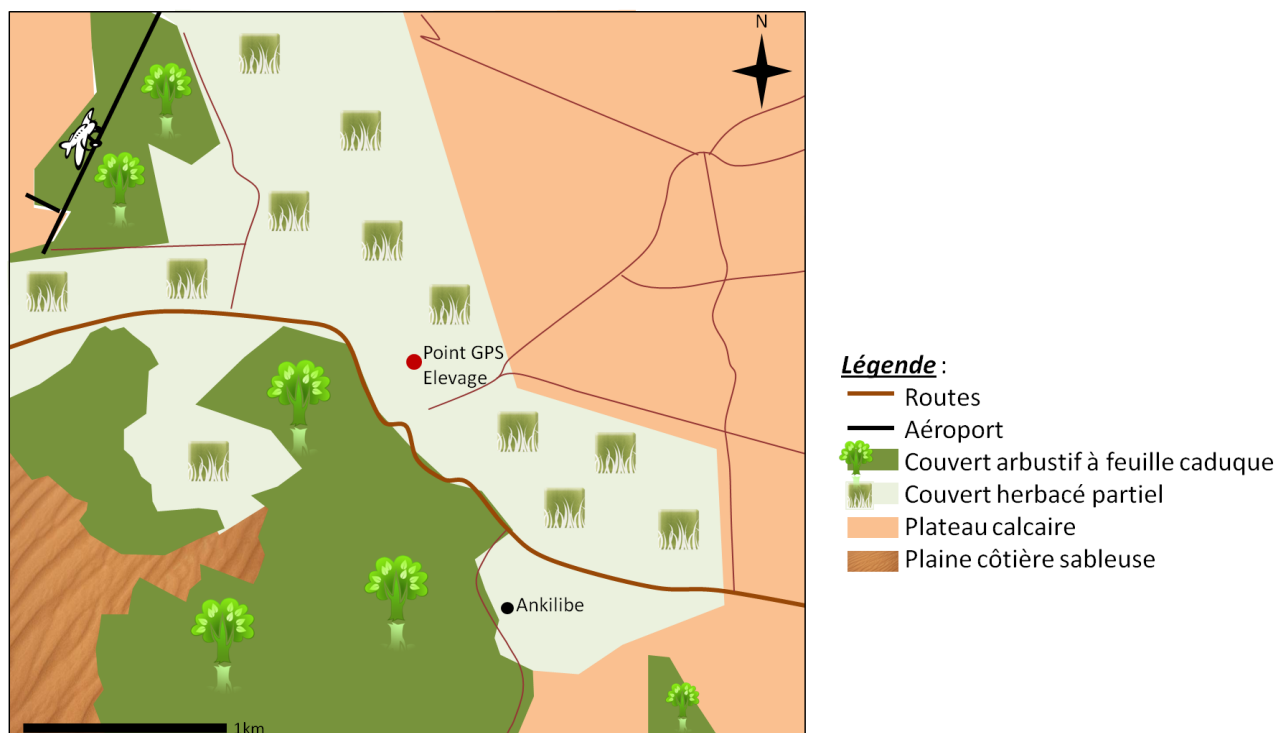 N
Point GPS
Elevage
Ankilibe
1km
Légende :
Routes
Aéroport
Couvert arbustif à feuille caduque
Couvert herbacé partiel
Plateau calcaire
Plaine côtière sableuse